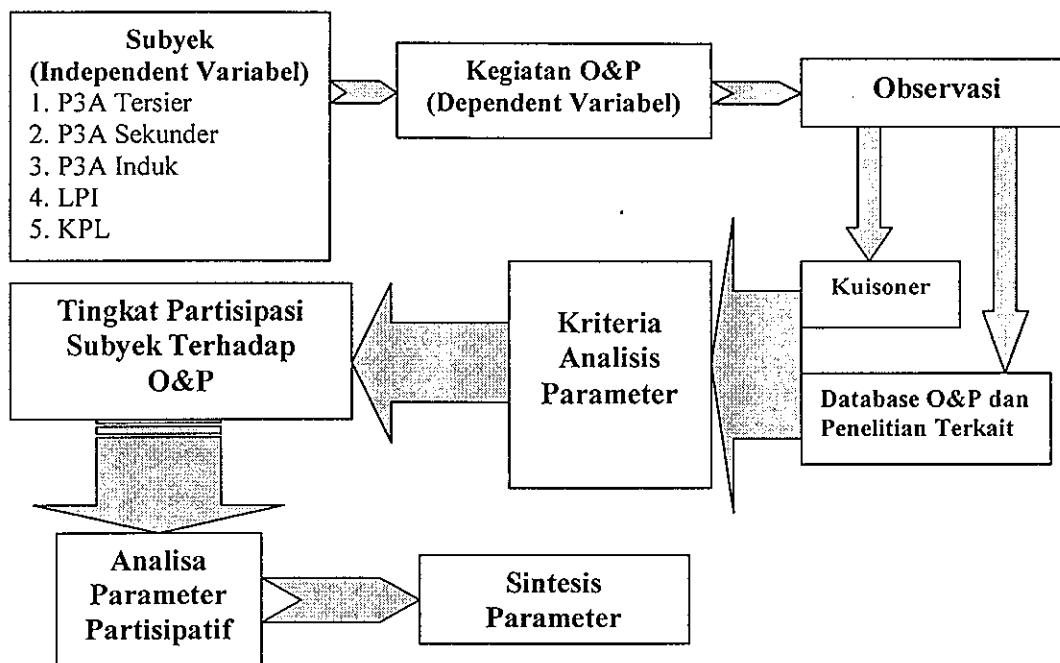 Subyek
(Independent Variabel)
1. P3A Tersier
2. P3A Sekunder
3. P3A Induk
4. LPI
5. KPL
Kegiatan O&P
(Dependent Variabel)
Observasi
Kuisoner
Database O&P dan
Penelitian Terkait
Kriteria
Analisis
Parameter
Tingkat Partisipasi
Subyek Terhadap
O&P
Analisa
Parameter
Partisipatif
Sintesis
Parameter